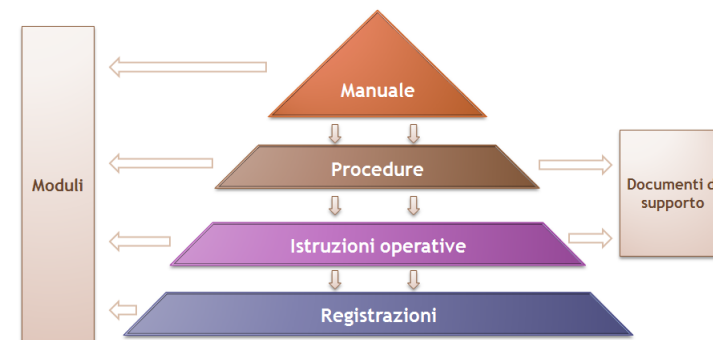 Manuale
Procedure
Moduli
Documenti d
supporto
Istruzioni operative
Registrazioni